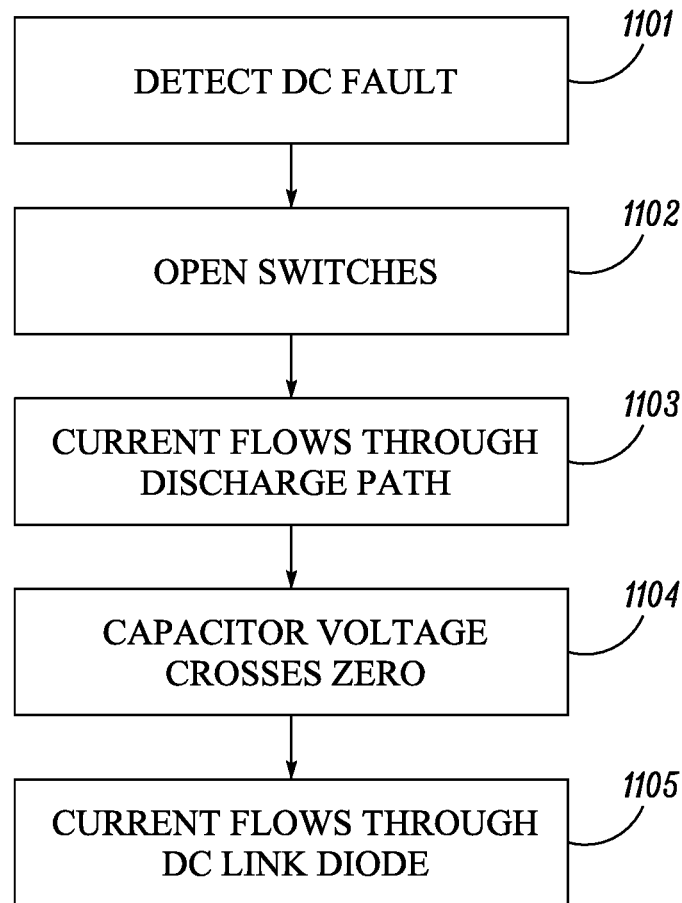 1101
DETECT DC FAULT
1102
OPEN SWITCHES
1103
CURRENT FLOWS THROUGH
DISCHARGE PATH
1104
CAPACITOR VOLTAGE
CROSSES ZERO
1105
CURRENT FLOWS THROUGH
DC LINK DIODE